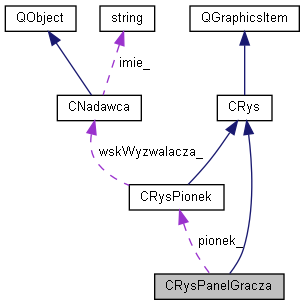 QObject string QGraphicsItem
imie_
CNadawca CRys
wskWyzwalacza_
CRysPionek
pionek_
CRysPanelGracza